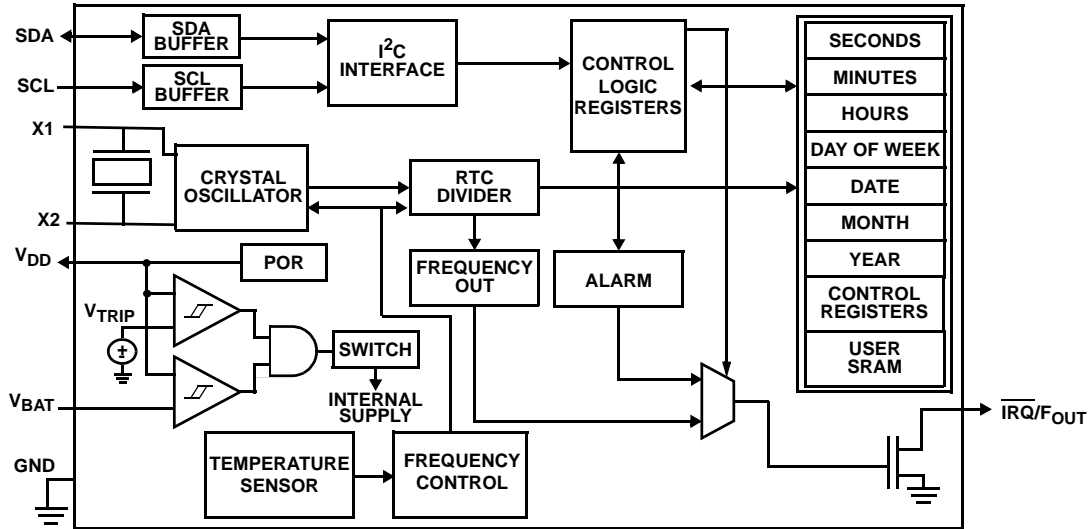 SDA
SDA
BUFFER
SCL
SCL
BUFFER
I²C
INTERFACE
CONTROL
LOGIC
REGISTERS
SECONDS
MINUTES
HOURS
DAY OF WEEK
DATE
MONTH
YEAR
CONTROL
REGISTERS
USER
SRAM
X1
X2
CRYSTAL
OSCILLATOR
RTC
DIVIDER
VDD
POR
FREQUENCY
OUT
ALARM
VTRIP
SWITCH
INTERNAL
SUPPLY
VBAT
IRQ/FOUT
GND
TEMPERATURE
SENSOR
FREQUENCY
CONTROL